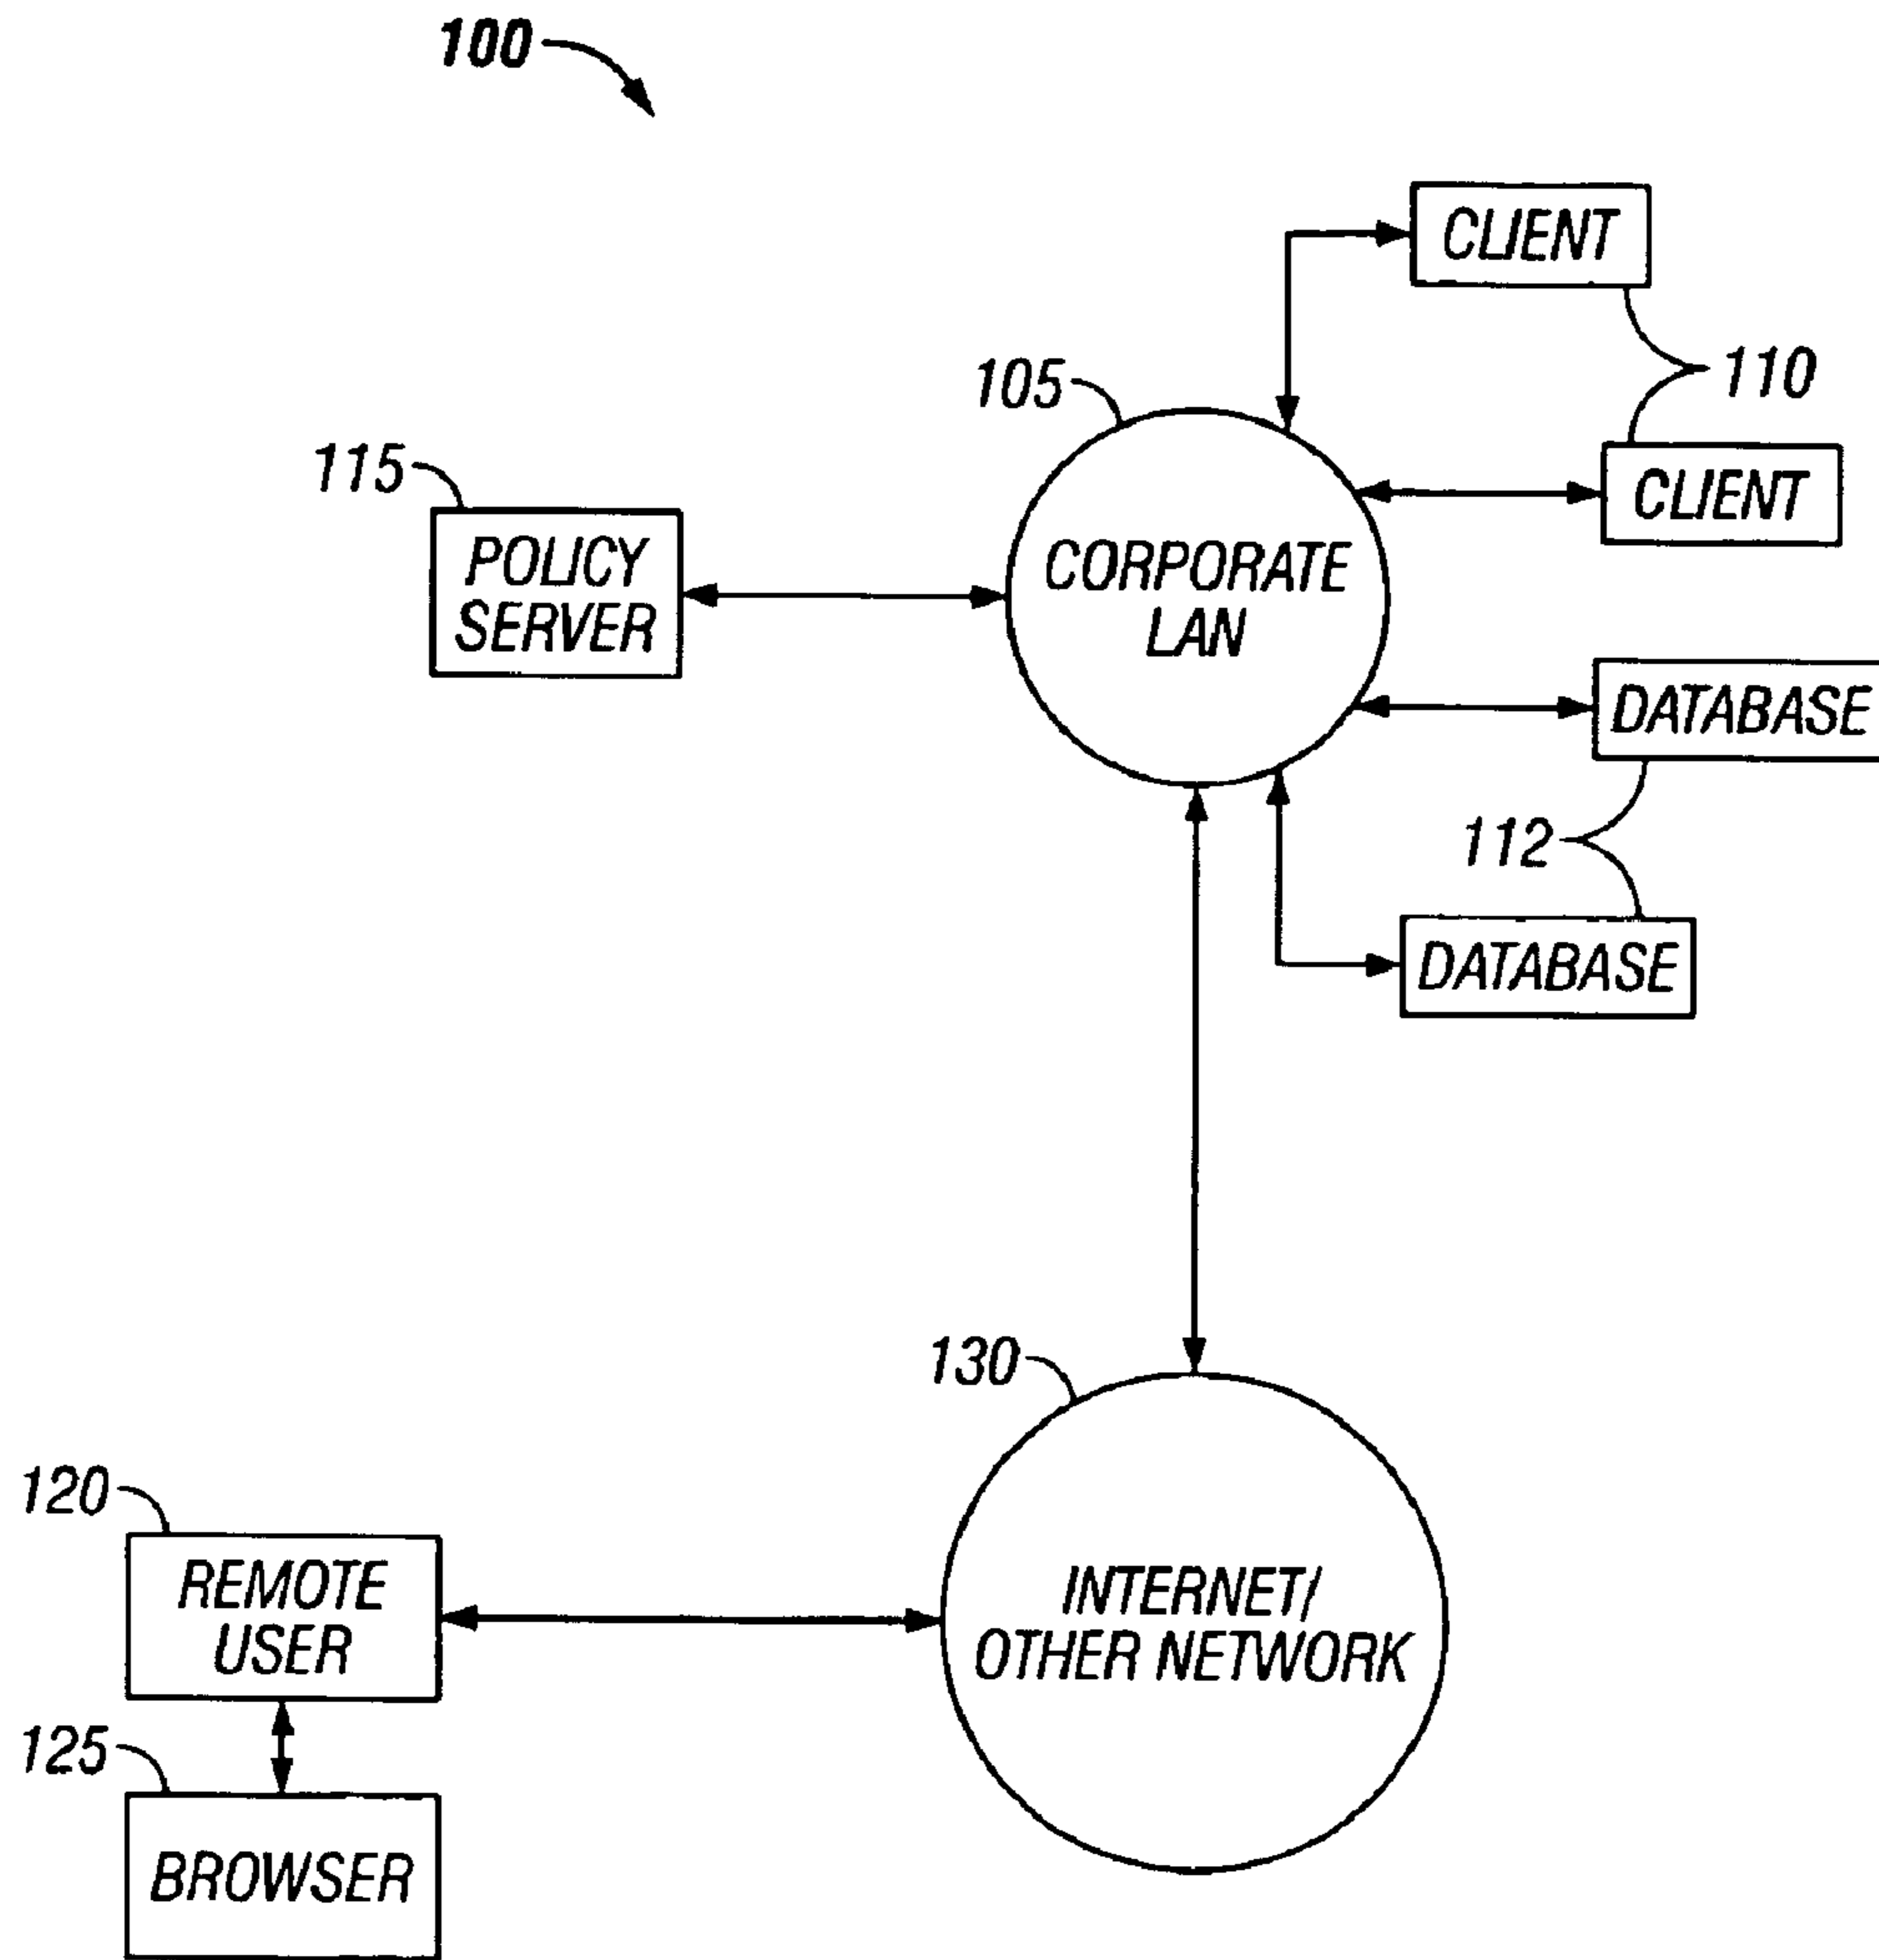 100
CLIENT
105
110
115
CLIENT
POLICY
SERVER
CORPORATE
LAN
DATABASE
112
DATABASE
130
120
REMOTE
USER
INTERNET/
OTHER NETWORK
125
BROWSER